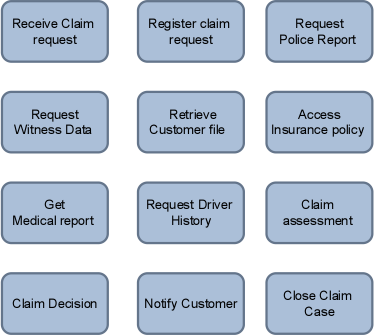 Receive Claim
request
Register claim
request
Request
Police Report
Request
Witness Data
Retrieve
Customer file
Access
Insurance policy
Get
Medical report
Request Driver
History
Claim
assessment
Claim Decision
Notify Customer
Close Claim
Case